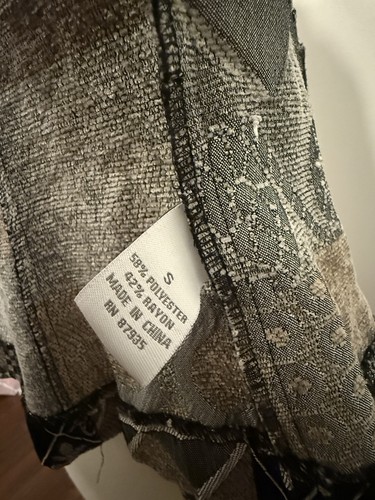 S
58% POLYESTER
42% RAYON
MADE IN CHINA
RN 87935